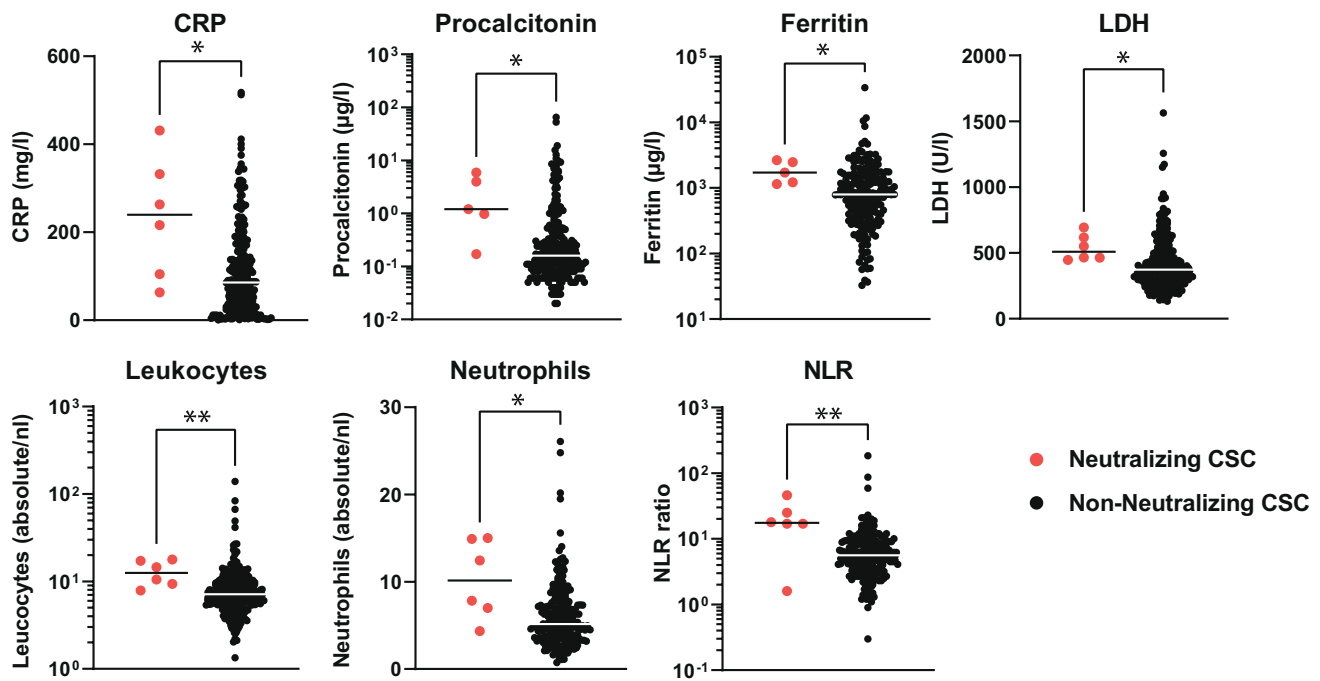 CRP
*
CRP (mg/l)
600
400
200
0
Procalcitonin
*
Procalcitonin (µg/l)
10³
10²
10¹
10⁰
10⁻¹
10⁻²
Ferritin
*
Ferritin (µg/l)
10⁵
10⁴
10³
10²
10¹
LDH
*
LDH (U/l)
2000
1500
1000
500
0
Leukocytes
**
Leucocytes (absolute/nl)
10³
10²
10¹
10⁰
Neutrophils
*
Neutrophils (absolute/nl)
30
20
10
0
NLR
**
NLR ratio
10³
10²
10¹
10⁰
10⁻¹
Neutralizing CSC
Non-Neutralizing CSC